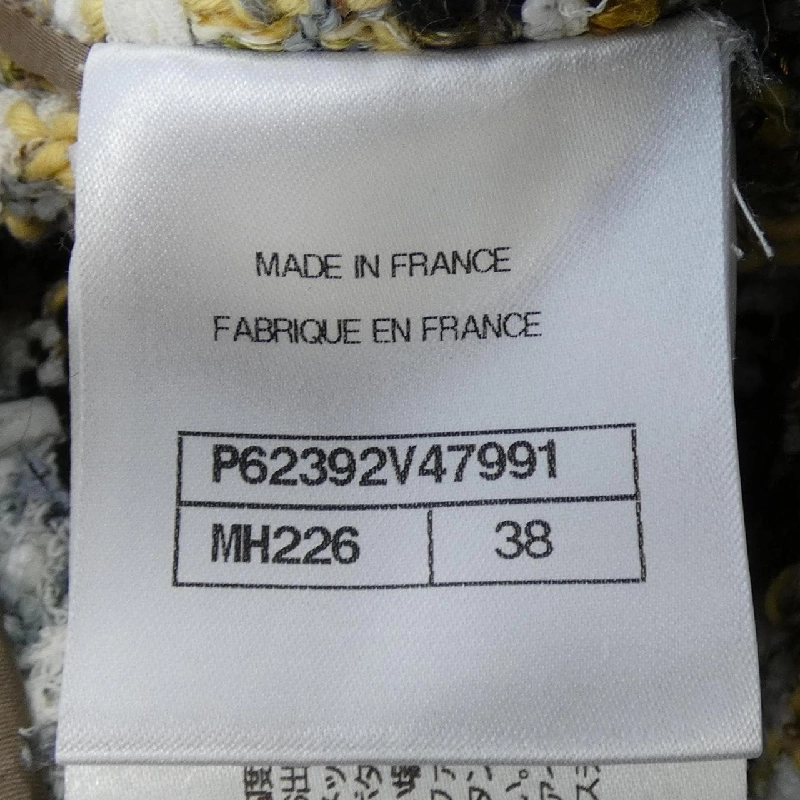 MADE IN FRANCE
FABRIQUE EN FRANCE
P62392V47991
MH226 38